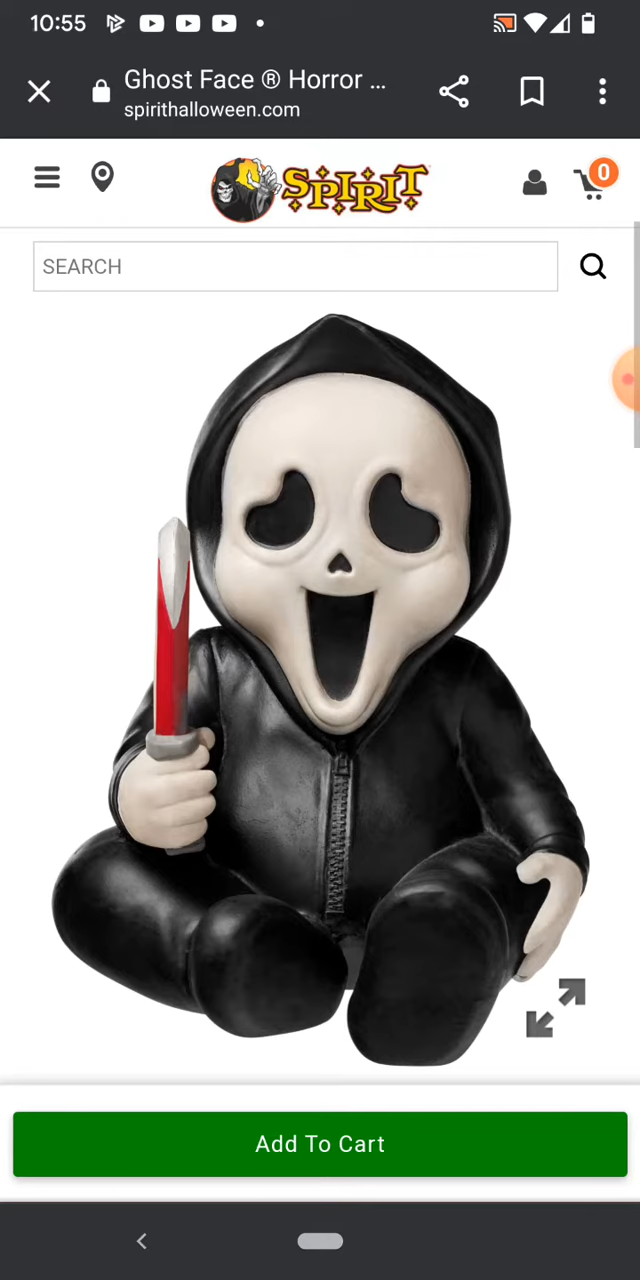 10:55
Ghost Face ® Horror ...
spirithalloween.com
SPIRIT
0
SEARCH
Add To Cart